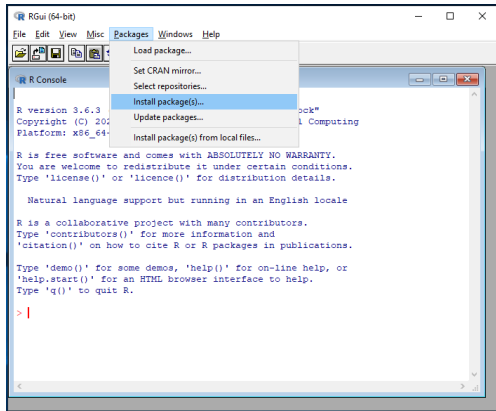 RGui (64-bit)
File Edit View Misc Packages Windows Help
Load package...
Set CRAN mirror...
Select repositories...
Install package(s)...
Update packages...
Install package(s) from local files...
R Console
R version 3.6.3 ock"
Copyright (C) 202 l Computing
Platform: x86_64-
R is free software and comes with ABSOLUTELY NO WARRANTY.
You are welcome to redistribute it under certain conditions.
Type 'license()' or 'licence()' for distribution details.
Natural language support but running in an English locale
R is a collaborative project with many contributors.
Type 'contributors()' for more information and
'citation()' on how to cite R or R packages in publications.
Type 'demo()' for some demos, 'help()' for on-line help, or
'help.start()' for an HTML browser interface to help.
Type 'q()' to quit R.
>